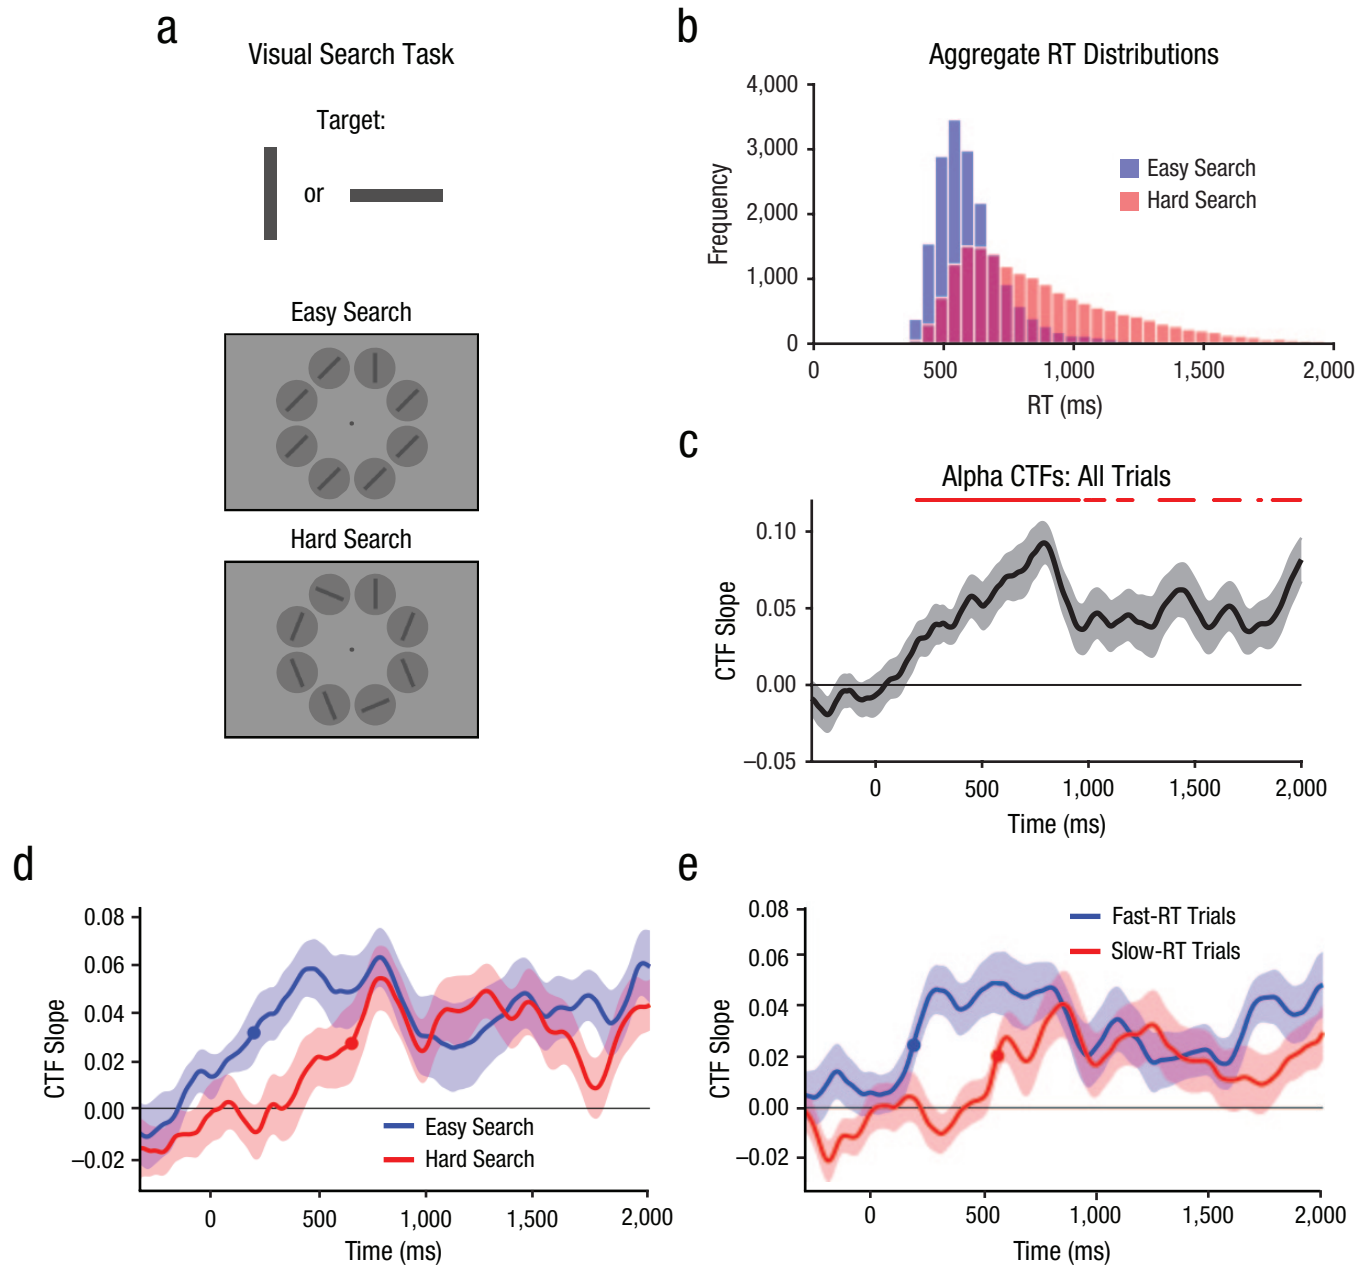 a
Visual Search Task
Target:
or
Easy Search
Hard Search
b
Aggregate RT Distributions
4,000
3,000
2,000
1,000
0
Frequency
Easy Search
Hard Search
0
500
1,000
1,500
2,000
RT (ms)
c
Alpha CTFs: All Trials
0.10
0.05
0.00
−0.05
CTF Slope
0
500
1,000
1,500
2,000
Time (ms)
d
0.08
0.06
0.04
0.02
0.00
−0.02
CTF Slope
Easy Search
Hard Search
0
500
1,000
1,500
2,000
Time (ms)
e
0.08
0.06
0.04
0.02
0.00
−0.02
CTF Slope
Fast-RT Trials
Slow-RT Trials
0
500
1,000
1,500
2,000
Time (ms)